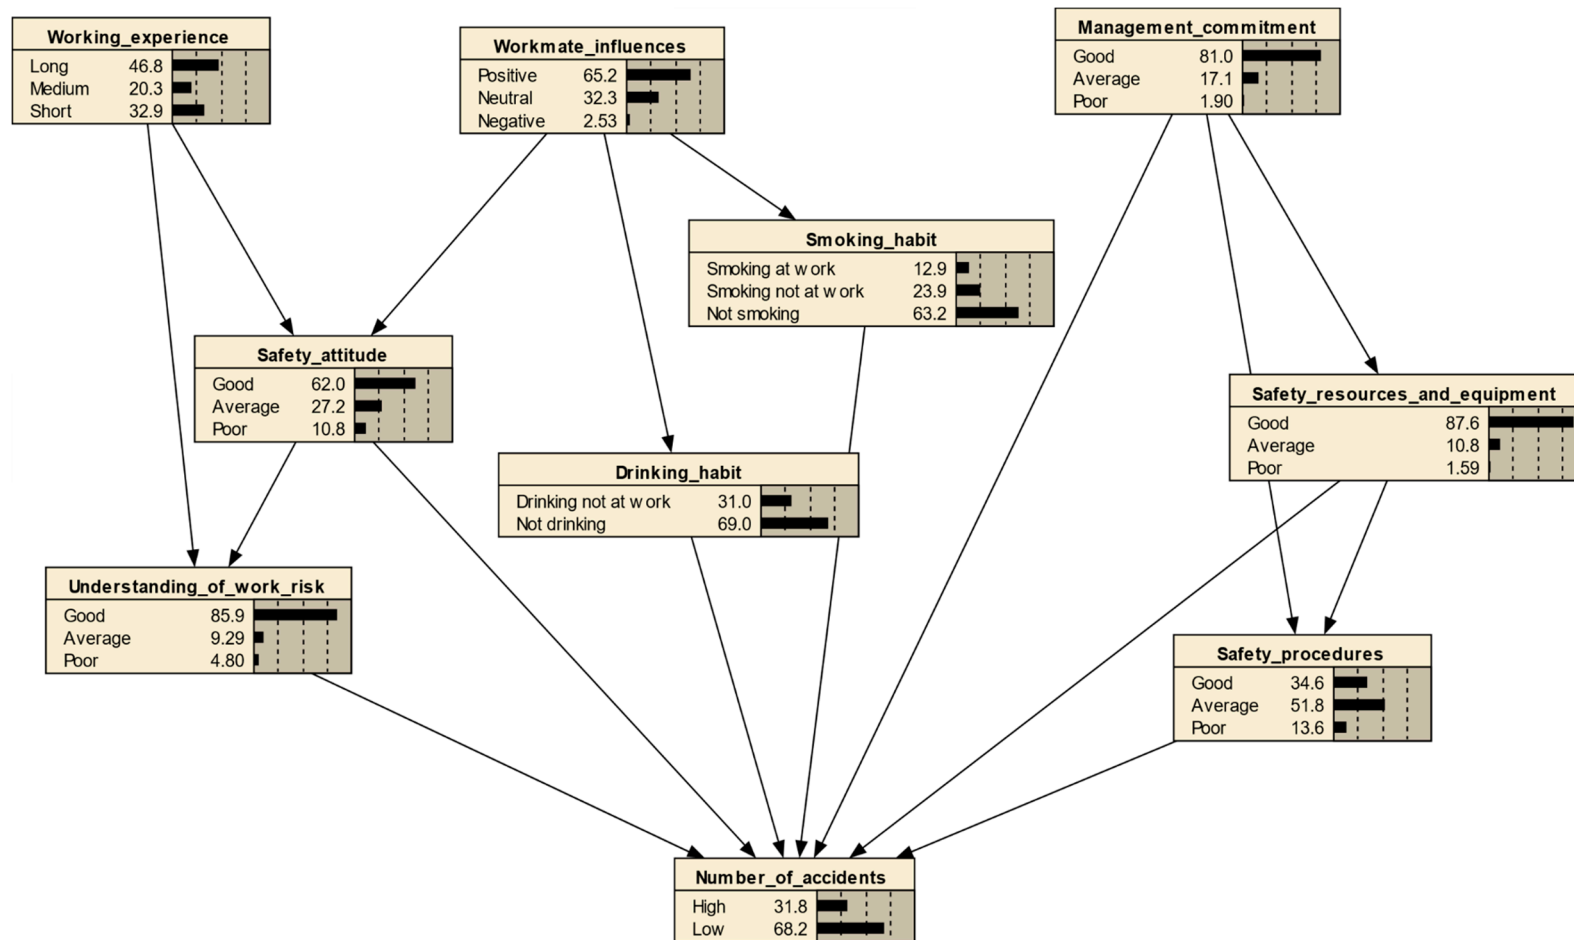 Working_experience
Long 46.8
Medium 20.3
Short 32.9
Workmate_influences
Positive 65.2
Neutral 32.3
Negative 2.53
Management_commitment
Good 81.0
Average 17.1
Poor 1.90
Smoking_habit
Smoking at work 12.9
Smoking not at work 23.9
Not smoking 63.2
Safety_attitude
Good 62.0
Average 27.2
Poor 10.8
Safety_resources_and_equipment
Good 87.6
Average 10.8
Poor 1.59
Drinking_habit
Drinking not at work 31.0
Not drinking 69.0
Understanding_of_work_risk
Good 85.9
Average 9.29
Poor 4.80
Safety_procedures
Good 34.6
Average 51.8
Poor 13.6
Number_of_accidents
High 31.8
Low 68.2